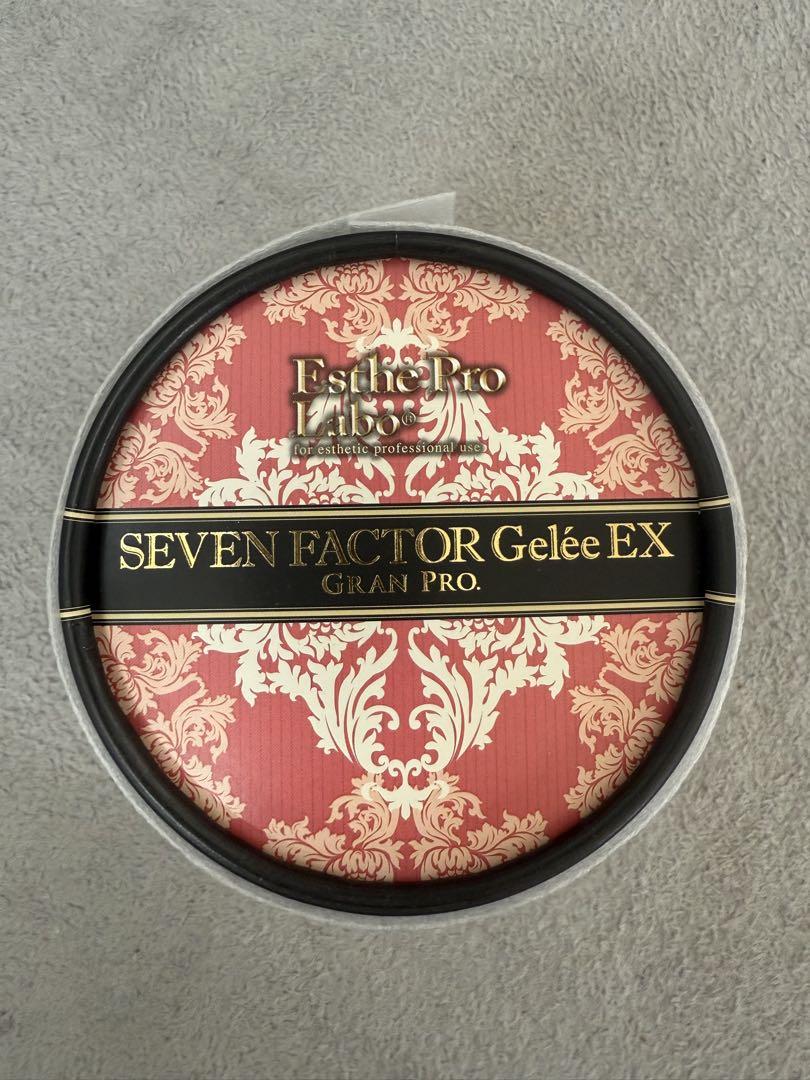 Esthe Pro
Labo®
for esthetic professional use
SEVEN FACTOR Gelée EX
GRAN PRO.